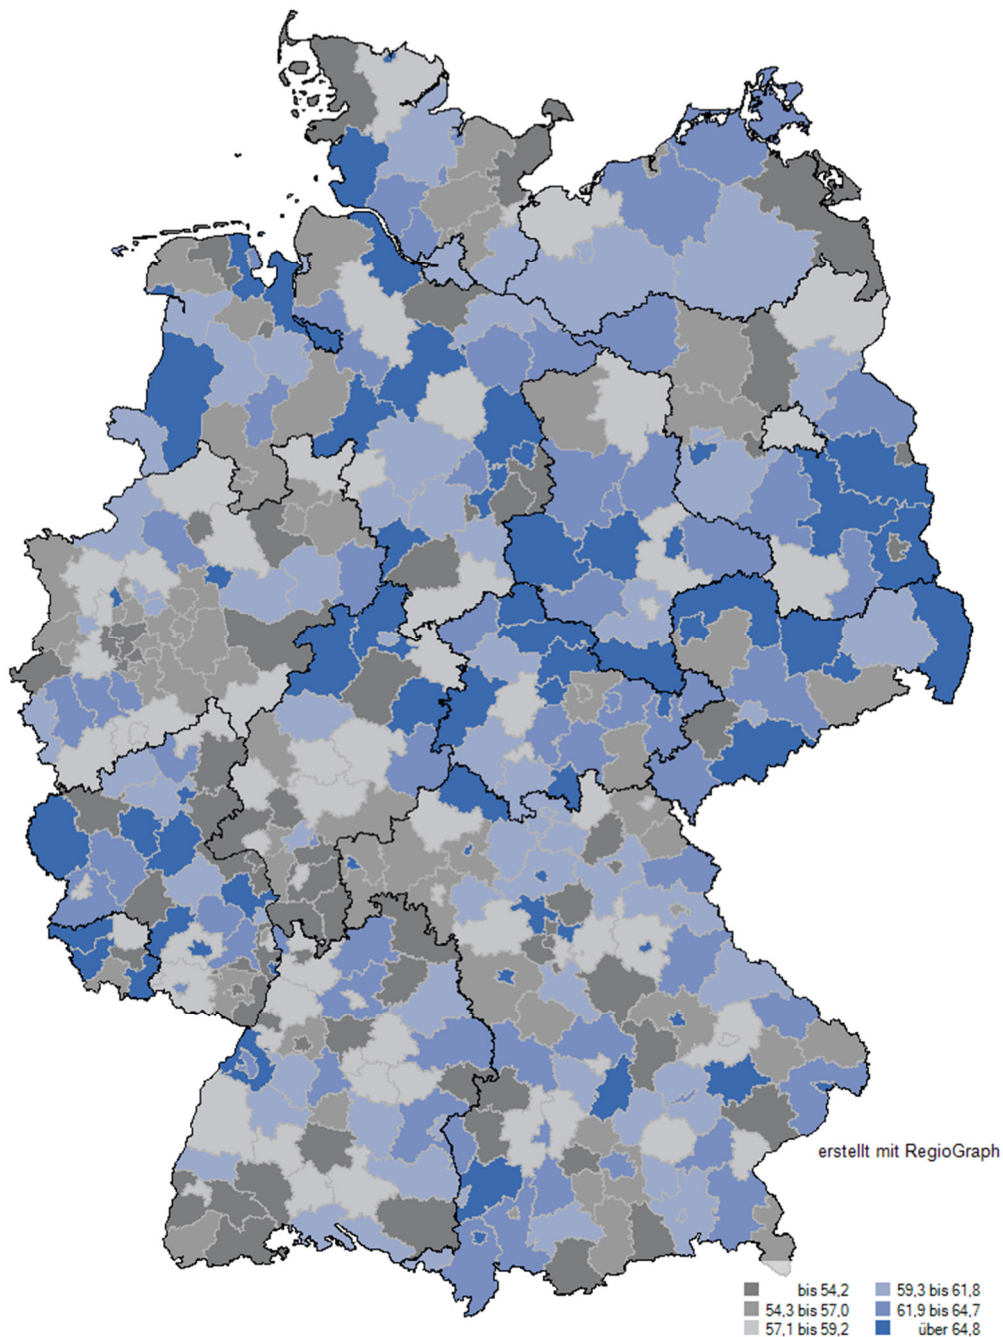 erstellt mit RegioGraph
bis 54,2
54,3 bis 57,0
57,1 bis 59,2
59,3 bis 61,8
61,9 bis 64,7
über 64,8